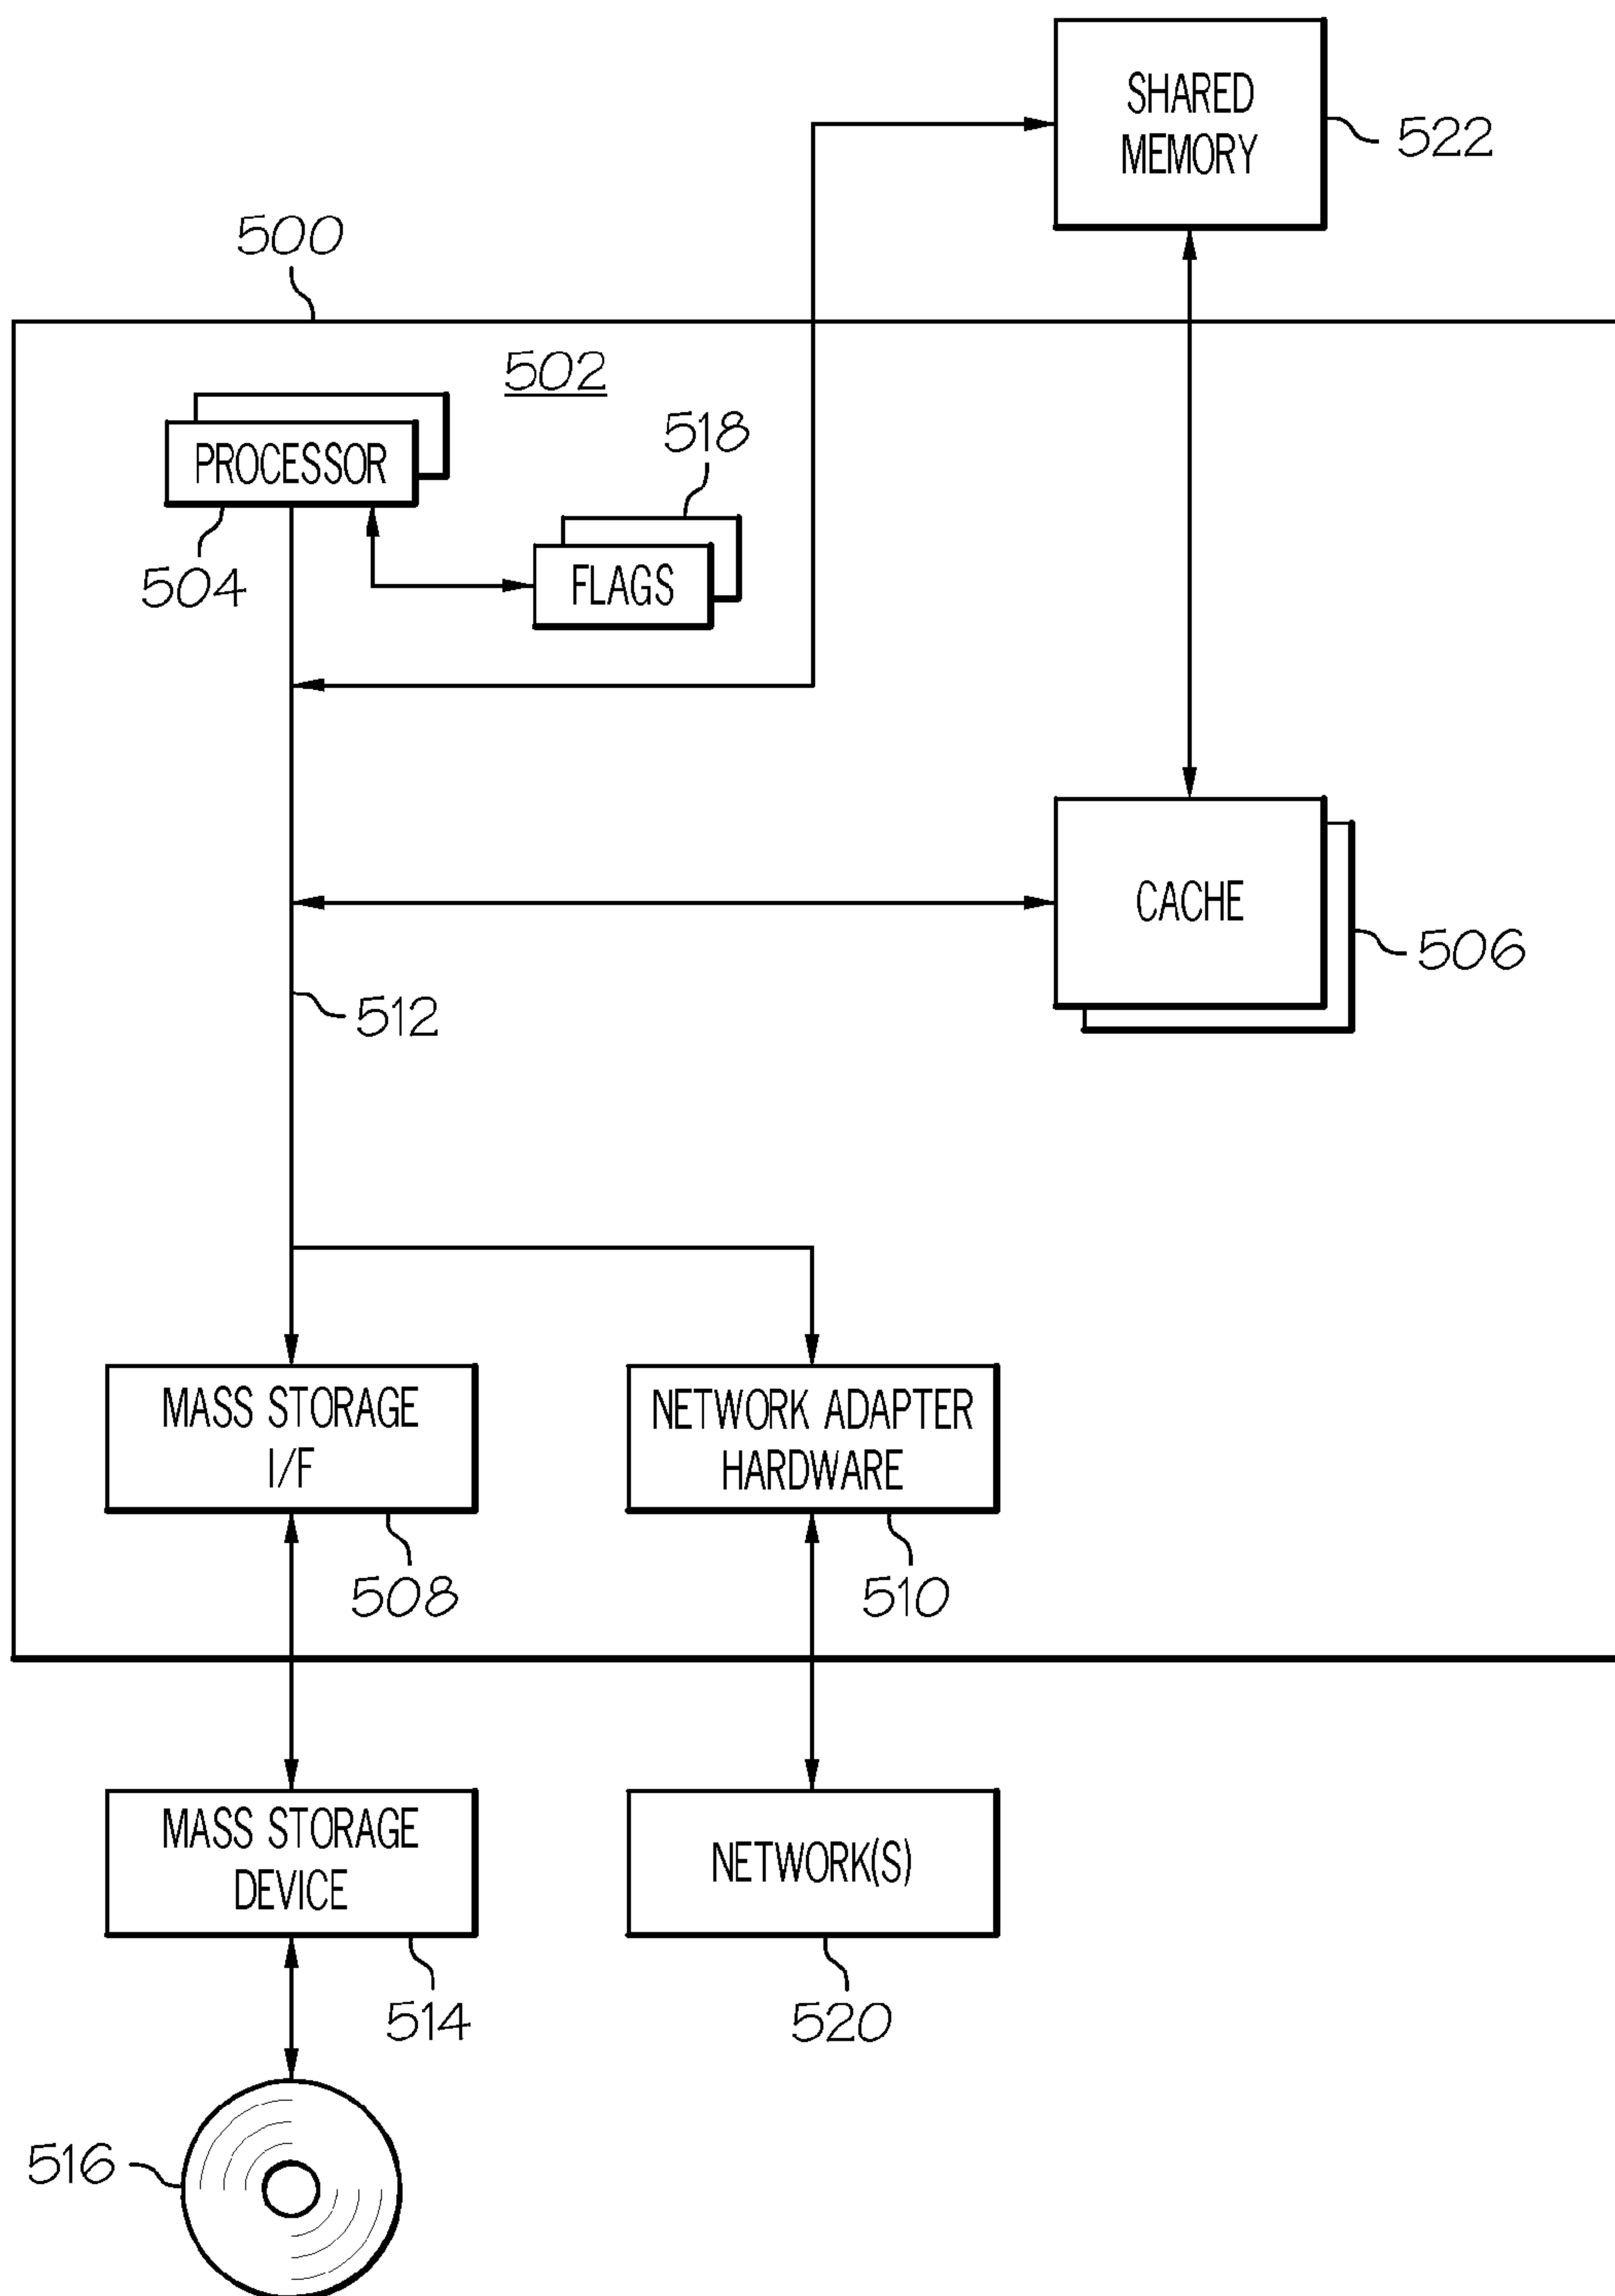 SHARED
MEMORY
522
500
502
PROCESSOR
518
504
FLAGS
CACHE
506
512
MASS STORAGE
I/F
NETWORK ADAPTER
HARDWARE
508
510
MASS STORAGE
DEVICE
NETWORK(S)
514
520
516